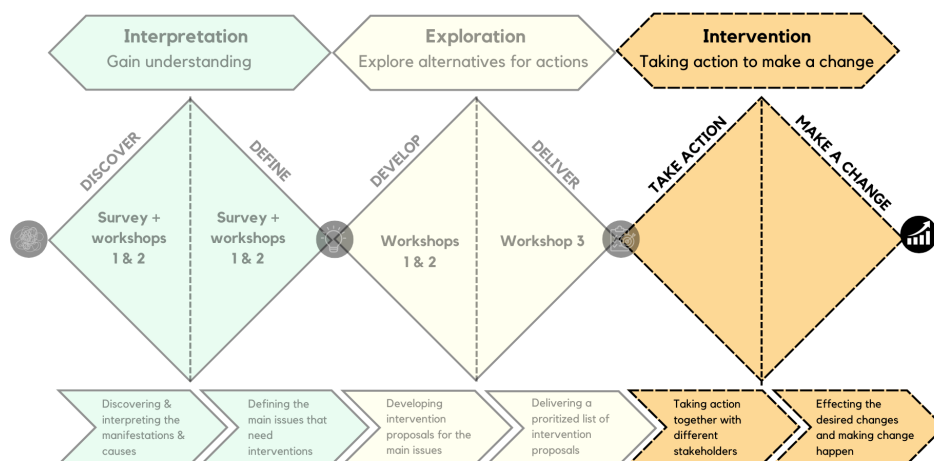 Interpretation
Gain understanding
Exploration
Explore alternatives for actions
Intervention
Taking action to make a change
DISCOVER
DEFINE
DEVELOP
DELIVER
TAKE ACTION
MAKE A CHANGE
Survey +
workshops
1 & 2
Survey +
workshops
1 & 2
Workshops
1 & 2
Workshop 3
Discovering &
interpreting the
manifestations &
causes
Defining the
main issues that
need
interventions
Developing
intervention
proposals for the
main issues
Delivering a
proritized list of
intervention
proposals
Taking action
together with
different
stakeholders
Effecting the
desired changes
and making change
happen